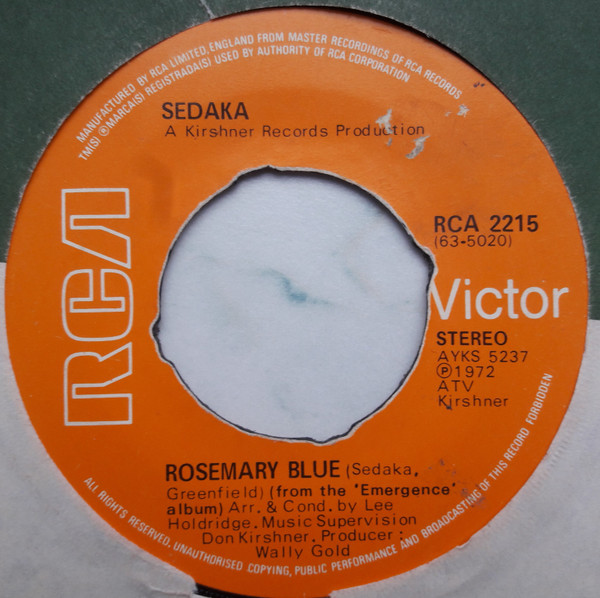 MANUFACTURED BY RCA LIMITED, ENGLAND FROM MASTER RECORDINGS OF RCA RECORDS
TM(S) ® MARCA(S) REGISTRADA(S) USED BY AUTHORITY OF RCA CORPORATION
SEDAKA
A Kirshner Records Production
RCA
RCA 2215
(63-5020)
Victor
STEREO
AYKS 5237
℗1972
ATV
Kirshner
ROSEMARY BLUE (Sedaka,
Greenfield) (from the 'Emergence'
album) Arr. & Cond. by Lee
Holdridge. Music Supervision
Don Kirshner. Producer:
Wally Gold
ALL RIGHTS RESERVED. UNAUTHORISED COPYING, PUBLIC PERFORMANCE AND BROADCASTING OF THIS RECORD FORBIDDEN